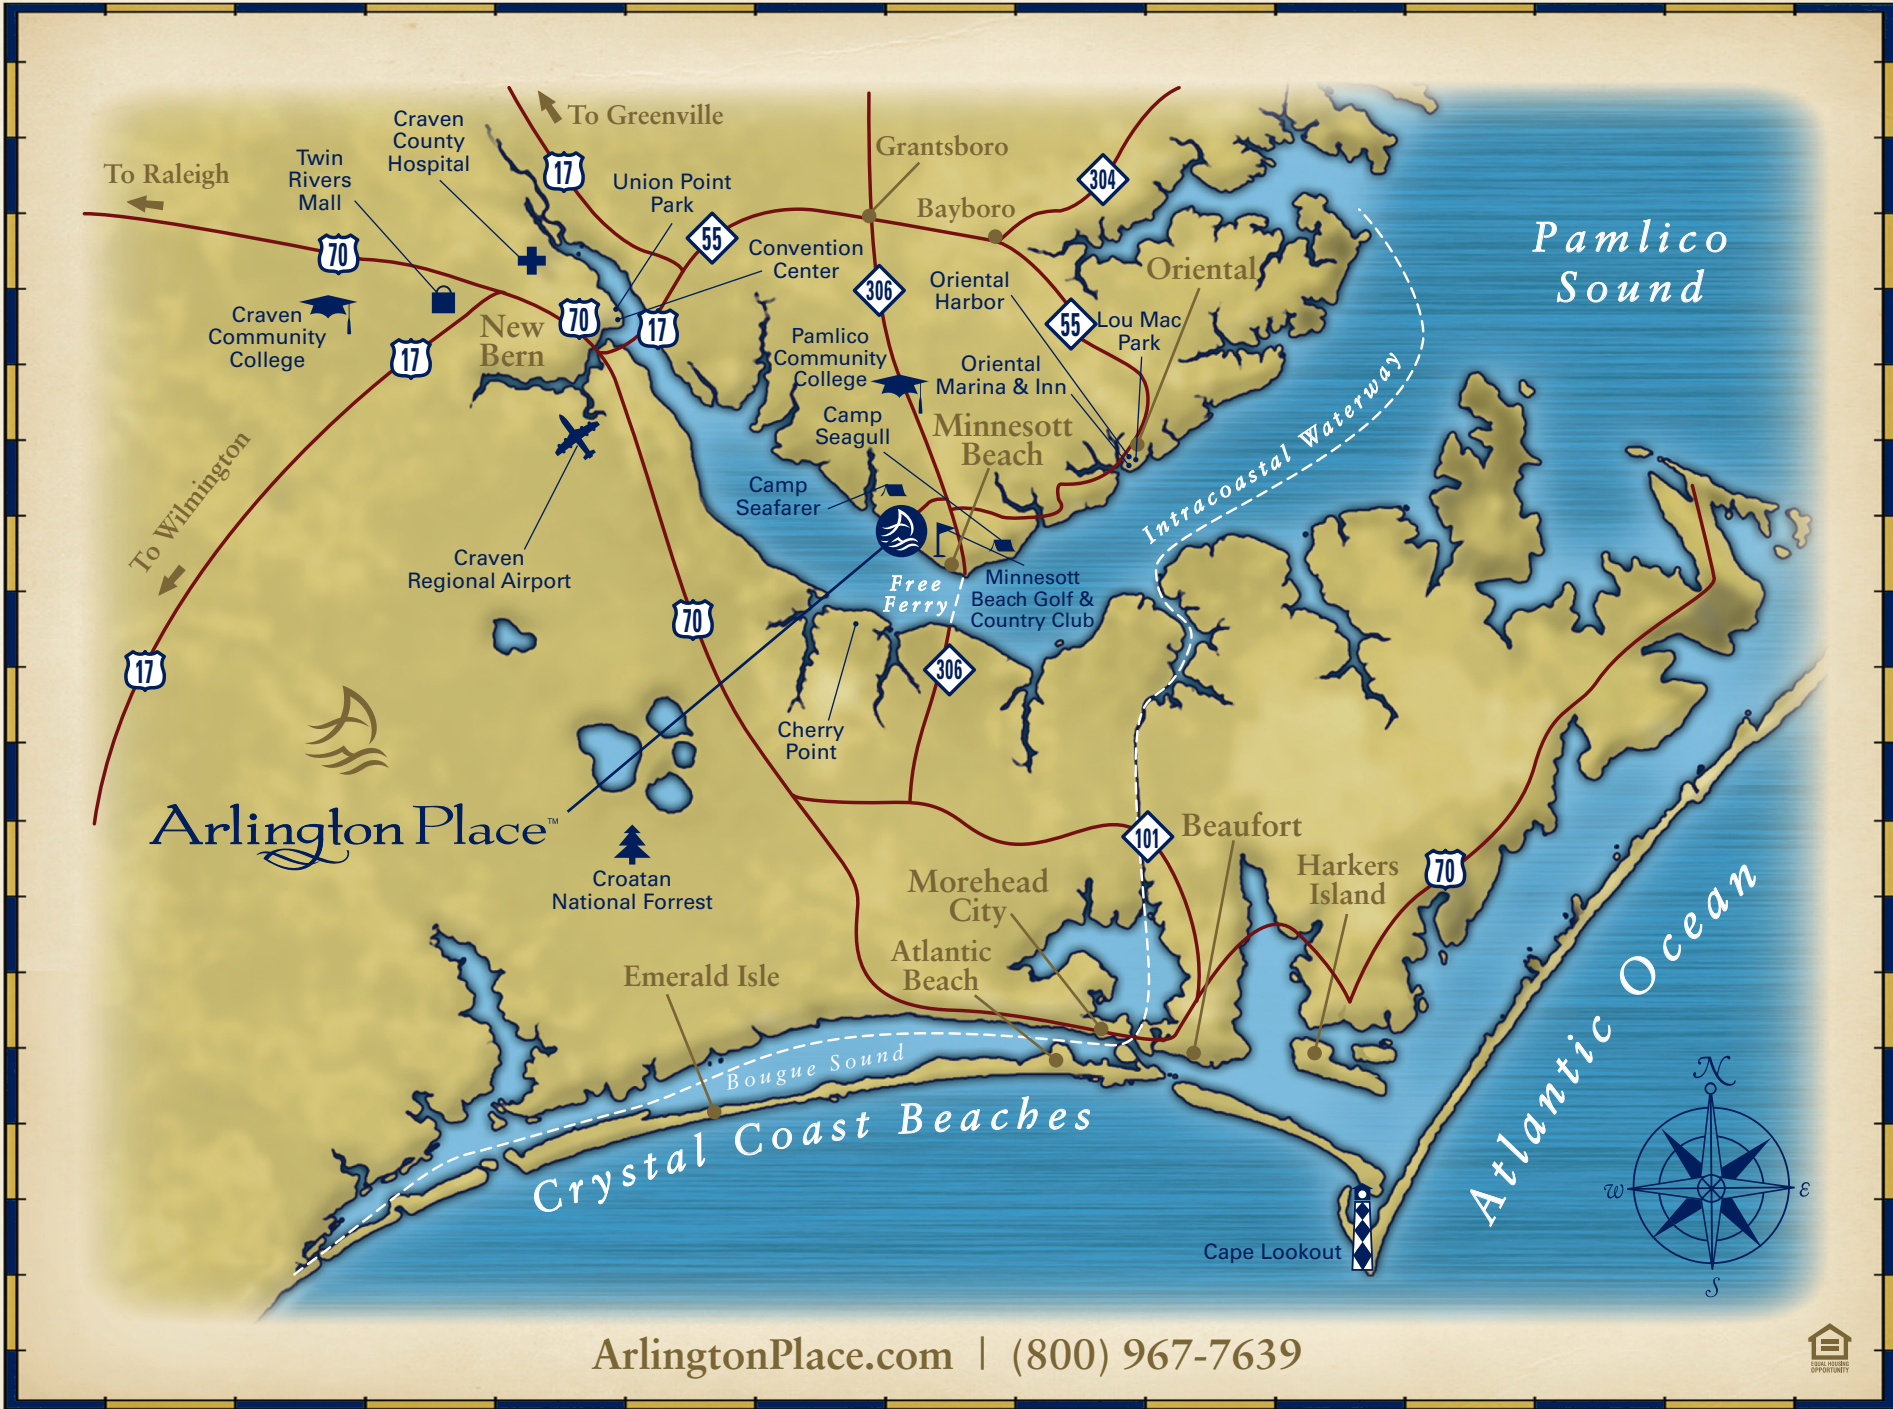 To Greenville
Craven
County
Hospital
Twin
Rivers
Mall
To Raleigh
17
Union Point
Park
Grantsboro
304
Bayboro
55
Convention
Center
70
Pamlico
Sound
Oriental
Oriental
Harbor
306
Craven
Community
College
New
Bern
70
17
17
55
Lou Mac
Park
Pamlico
Community
College
Oriental
Marina & Inn
Camp
Seagull
Minnesott
Beach
Intracoastal Waterway
To Wilmington
Camp
Seafarer
Craven
Regional Airport
Free
Ferry
Minnesott
Beach Golf &
Country Club
70
17
306
Cherry
Point
Arlington Place™
Croatan
National Forrest
101
Beaufort
Harkers
Island
70
Morehead
City
Atlantic
Beach
Emerald Isle
Bougue Sound
Crystal Coast Beaches
Atlantic Ocean
N
W
E
S
Cape Lookout
ArlingtonPlace.com | (800) 967-7639
EQUAL HOUSING
OPPORTUNITY